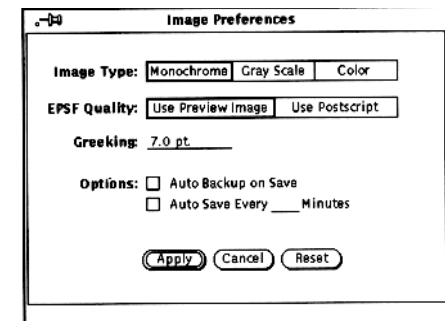 Image Preferences
Image Type: Monochrome Gray Scale Color
EPSF Quality: Use Preview Image Use Postscript
Greeking: 7.0 pt.
Options: Auto Backup on Save
Auto Save Every ____ Minutes
Apply Cancel Reset